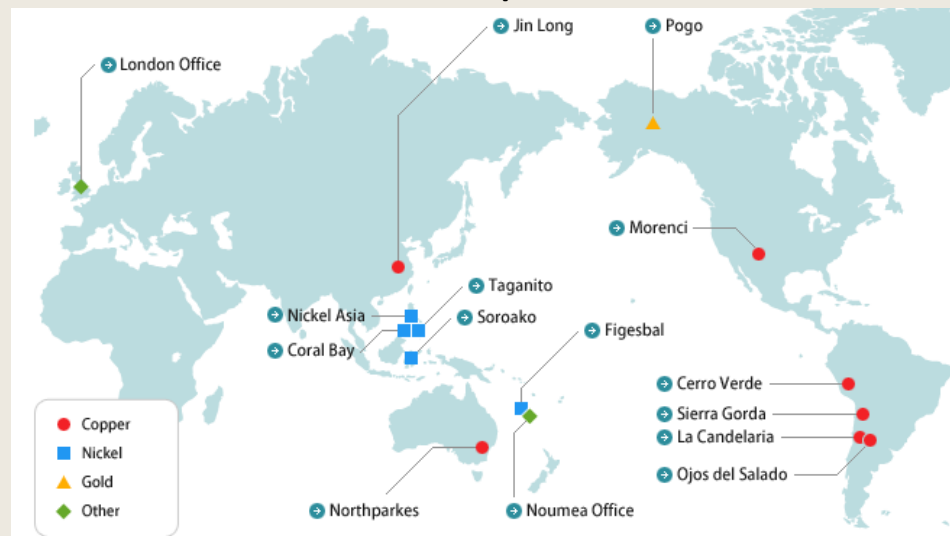 Jin Long
Pogo
London Office
Morenci
Taganito
Nickel Asia
Soroako
Figesbal
Coral Bay
Cerro Verde
Sierra Gorda
La Candelaria
Ojos del Salado
Northparkes
Noumea Office
Copper
Nickel
Gold
Other